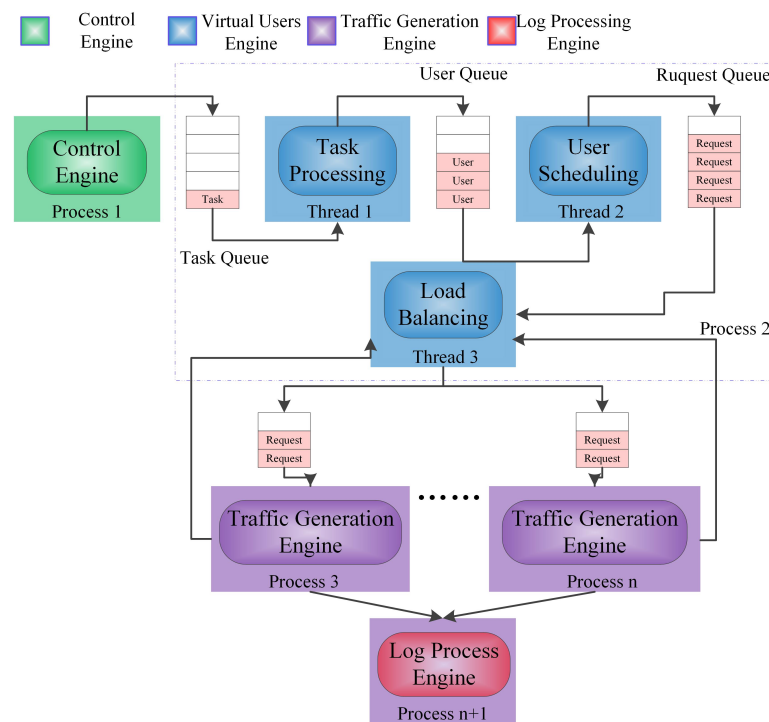 Control
Engine
Virtual Users
Engine
Traffic Generation
Engine
Log Processing
Engine
User Queue
Ruquest Queue
Control
Engine
Process 1
Task
Task Queue
Task
Processing
Thread 1
User
User
User
User
Scheduling
Thread 2
Request
Request
Request
Request
Load
Balancing
Thread 3
Process 2
Request
Request
Request
Request
Traffic Generation
Engine
Process 3
......
Traffic Generation
Engine
Process n
Log Process
Engine
Process n+1